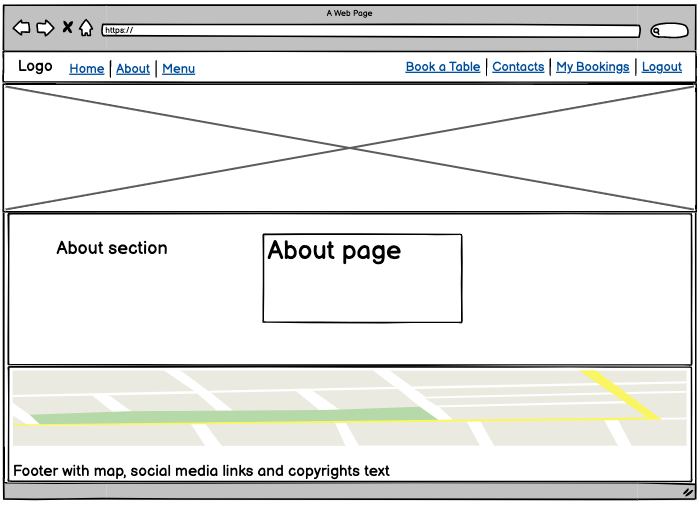 A Web Page
https://
Logo Home About Menu Book a Table Contacts My Bookings Logout
About section
About page
Footer with map, social media links and copyrights text